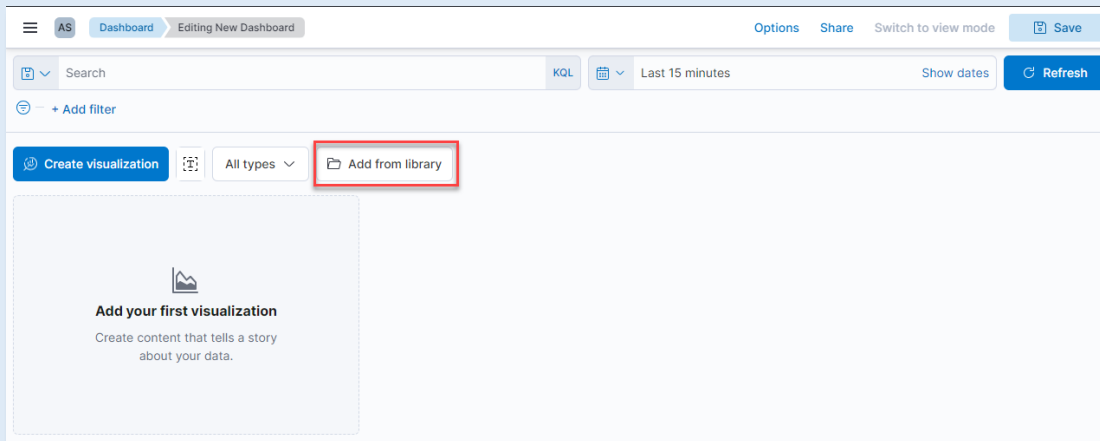 AS Dashboard Editing New Dashboard Options Share Switch to view mode Save
Search KQL Last 15 minutes Show dates Refresh
+ Add filter
Create visualization T All types Add from library
Add your first visualization
Create content that tells a story
about your data.